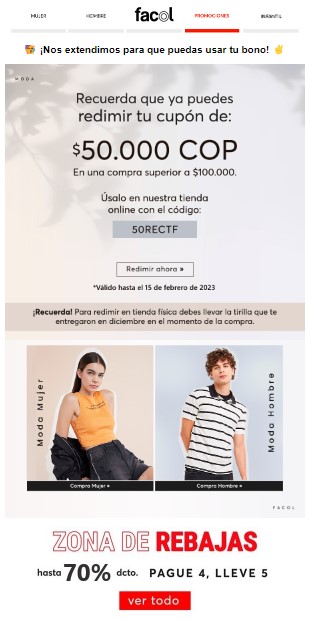 MUJER
HOMBRE
facol
PROMOCIONES
🎁 ¡Nos extendimos para que puedas usar tu bono! ✌
MODA
Recuerda que ya puedes
redimir tu cupón de:
$50.000 COP
En una compra superior a $100.000.
Úsalo en nuestra tienda
online con el código:
50RECTF
Redimir ahora »
*Válido hasta el 15 de febrero de 2023
¡Recuerda! Para redimir en tienda física debes llevar la tirilla que te
entregaron en diciembre en el momento de la compra.
Moda Mujer
Moda Hombre
Compra Mujer »
Compra Hombre »
FACOL
ZONA DE REBAJAS
hasta 70% dcto. PAGUE 4, LLEVE 5
ver todo